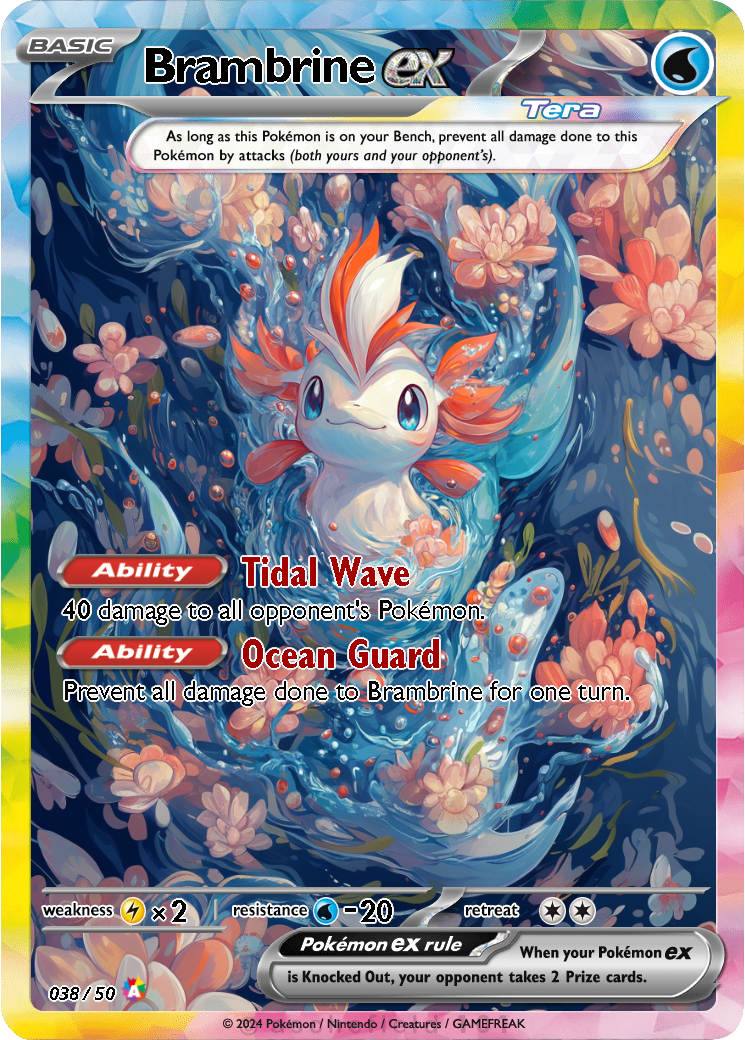 BASIC
Brambrine ex
Tera
As long as this Pokémon is on your Bench, prevent all damage done to this
Pokémon by attacks (both yours and your opponent's).
Ability Tidal Wave
40 damage to all opponent's Pokémon.
Ability Ocean Guard
Prevent all damage done to Brambrine for one turn.
weakness ×2 resistance -20 retreat
Pokémon ex rule When your Pokémon ex
is Knocked Out, your opponent takes 2 Prize cards.
038 / 50 A
© 2024 Pokémon / Nintendo / Creatures / GAMEFREAK